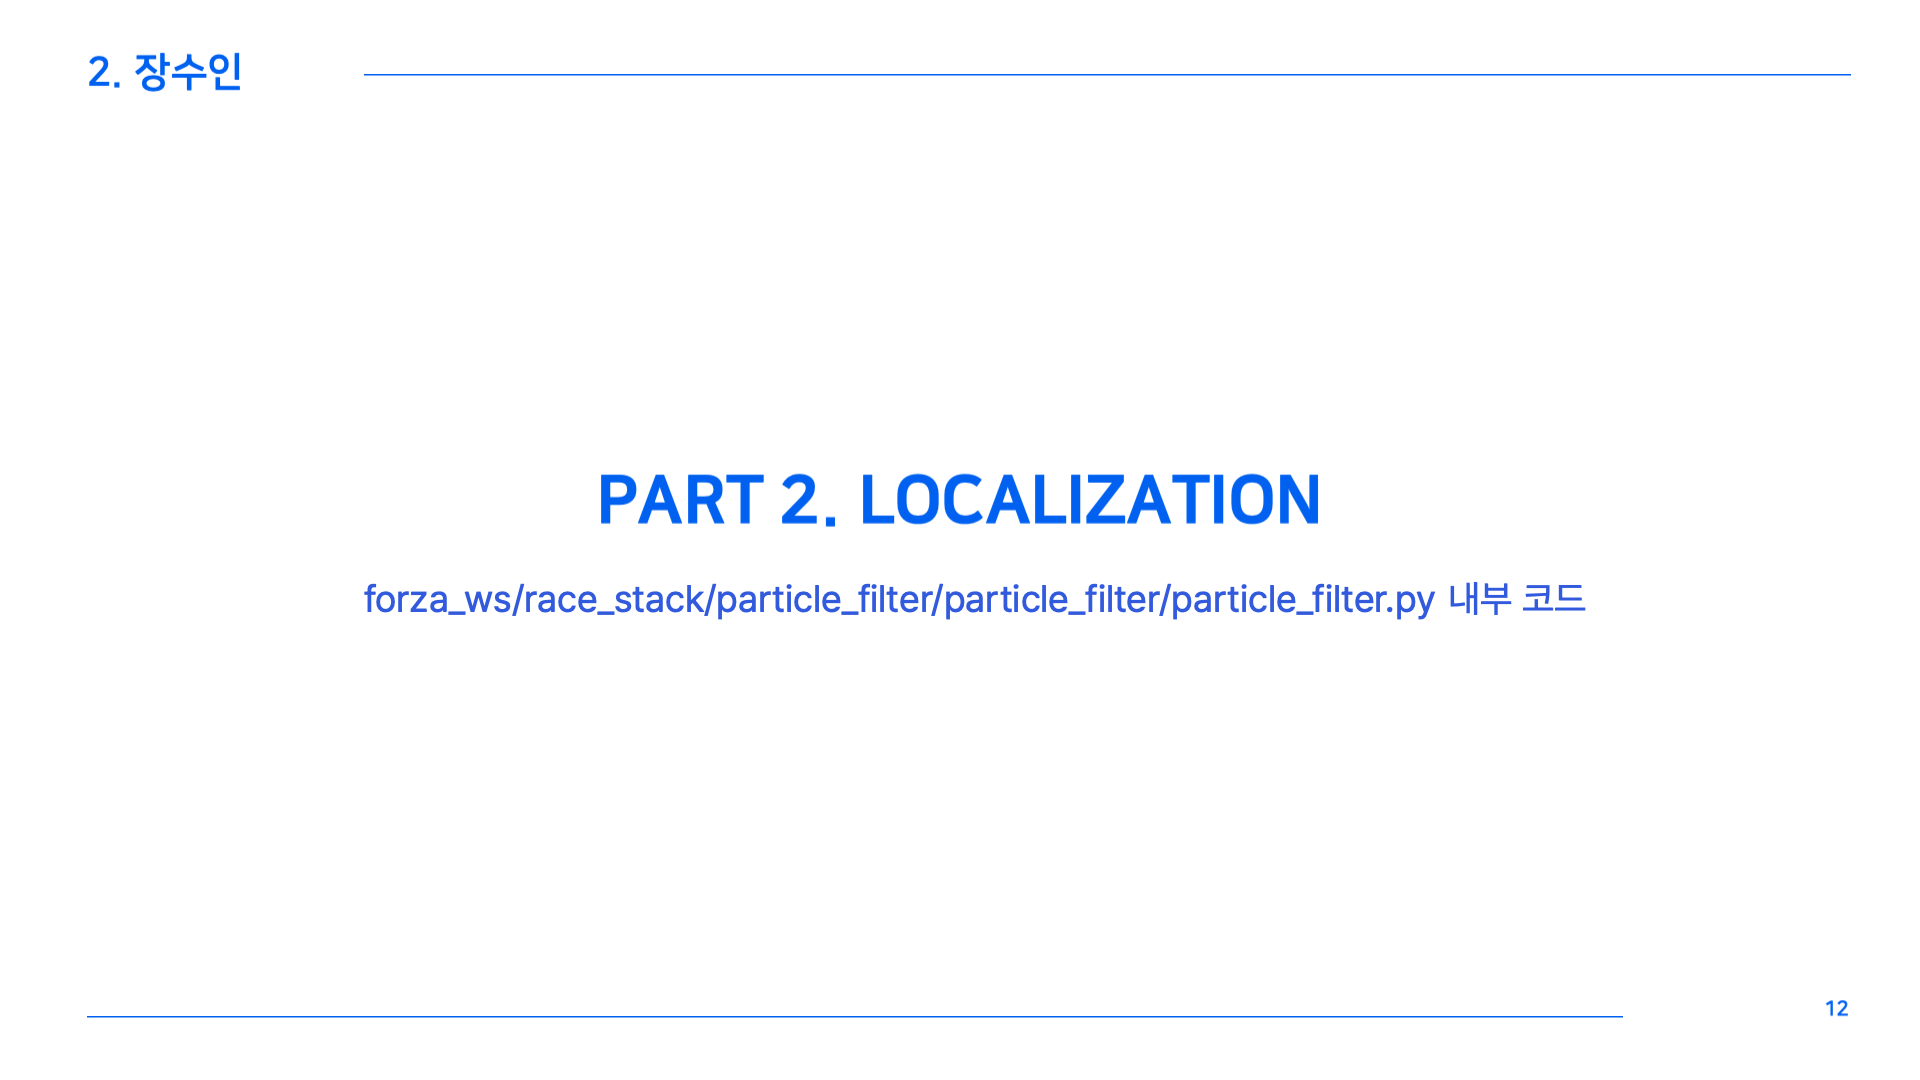 2. 장수인
PART 2. LOCALIZATION
forza_ws/race_stack/particle_filter/particle_filter/particle_filter.py 내부 코드
12